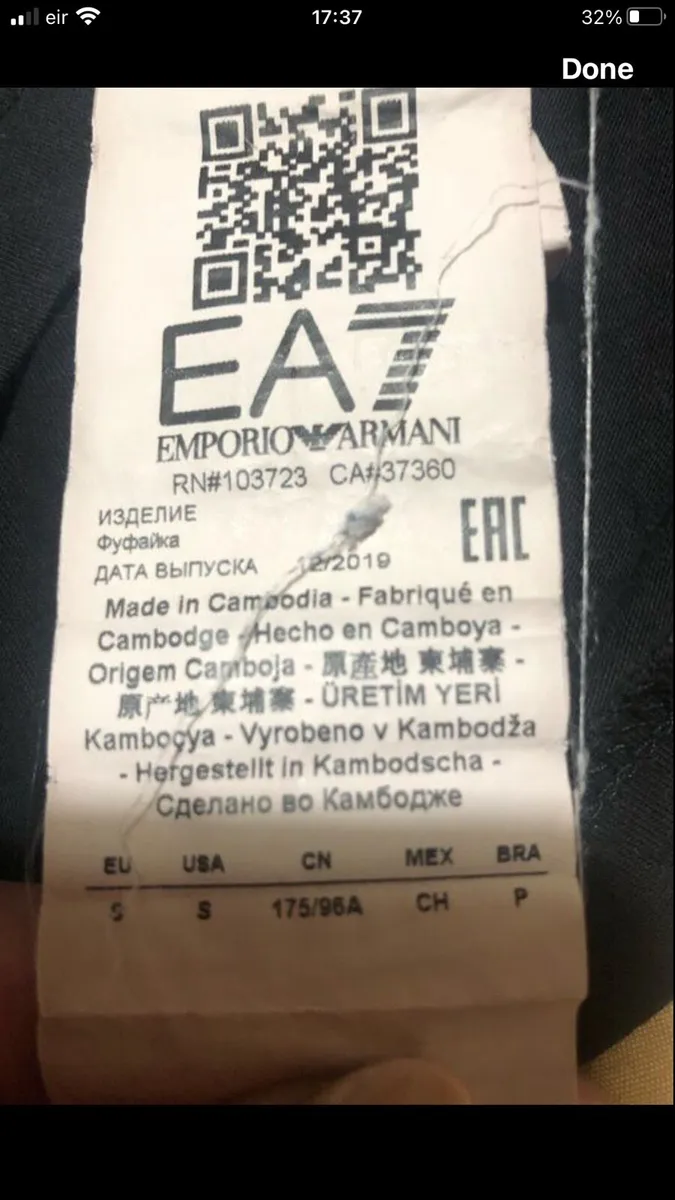 eir 17:37 32%
Done
EA7
EMPORIO ARMANI
RN#103723 CA#37360
ИЗДЕЛИЕ
Фуфайка
EAC
ДАТА ВЫПУСКА 12/2019
Made in Cambodia - Fabriqué en
Cambodge - Hecho en Camboya -
Origem Camboja - 原產地 柬埔寨 -
原产地 柬埔寨 - ÜRETİM YERİ
Kamboçya - Vyrobeno v Kambodža
- Hergestellt in Kambodscha -
Сделано во Камбодже
EU USA CN MEX BRA
S S 175/96A CH P